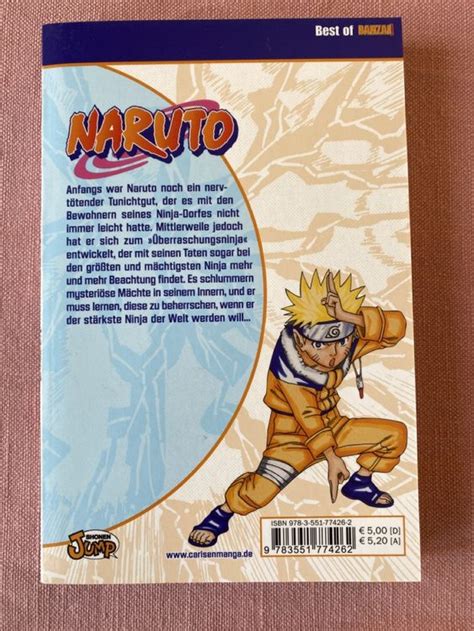 Best of BANZAI
NARUTO
Anfangs war Naruto noch ein nerv-
tötender Tunichtgut, der es mit den
Bewohnern seines Ninja-Dorfes nicht
immer leicht hatte. Mittlerweile jedoch
hat er sich zum »Überraschungsninja«
entwickelt, der mit seinen Taten sogar bei
den größten und mächtigsten Ninja mehr
und mehr Beachtung findet. Es schlummern
mysteriöse Mächte in seinem Innern, und er
muss lernen, diese zu beherrschen, wenn er
der stärkste Ninja der Welt werden will...
ISBN 978-3-551-77426-2
€ 5,00 [D]
€ 5,20 [A]
9 783551 774262
SHONEN
JUMP
www.carlsenmanga.de